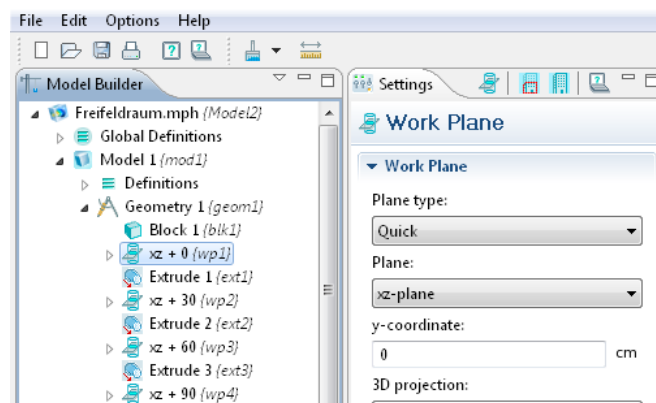 File Edit Options Help
Model Builder
Freifeldraum.mph {Model2}
Global Definitions
Model 1 {mod1}
Definitions
Geometry 1 {geom1}
Block 1 {blk1}
xz + 0 {wp1}
Extrude 1 {ext1}
xz + 30 {wp2}
Extrude 2 {ext2}
xz + 60 {wp3}
Extrude 3 {ext3}
xz + 90 {wp4}
Settings
Work Plane
Work Plane
Plane type:
Quick
Plane:
xz-plane
y-coordinate:
0 cm
3D projection: